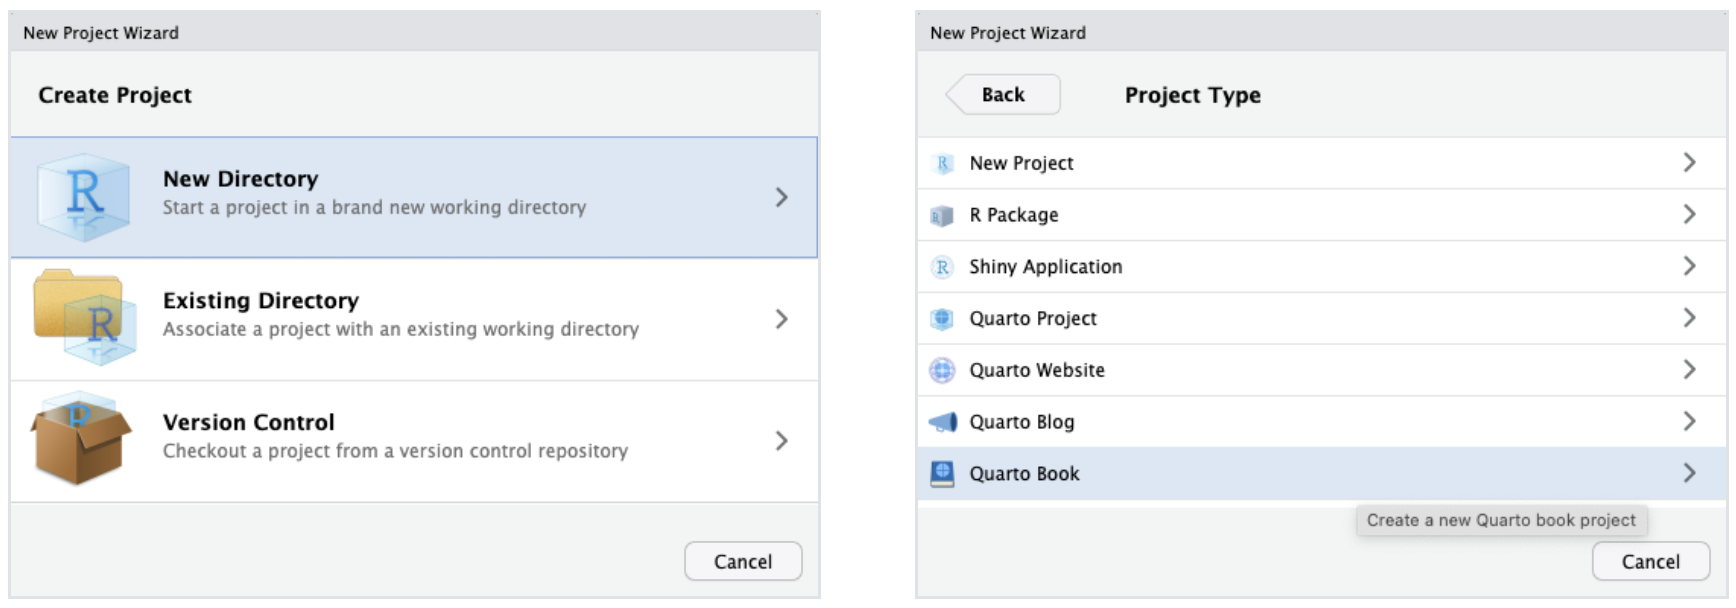 New Project Wizard
Create Project
New Directory
Start a project in a brand new working directory
Existing Directory
Associate a project with an existing working directory
Version Control
Checkout a project from a version control repository
Cancel
New Project Wizard
Back
Project Type
New Project
R Package
Shiny Application
Quarto Project
Quarto Website
Quarto Blog
Quarto Book
Create a new Quarto book project
Cancel